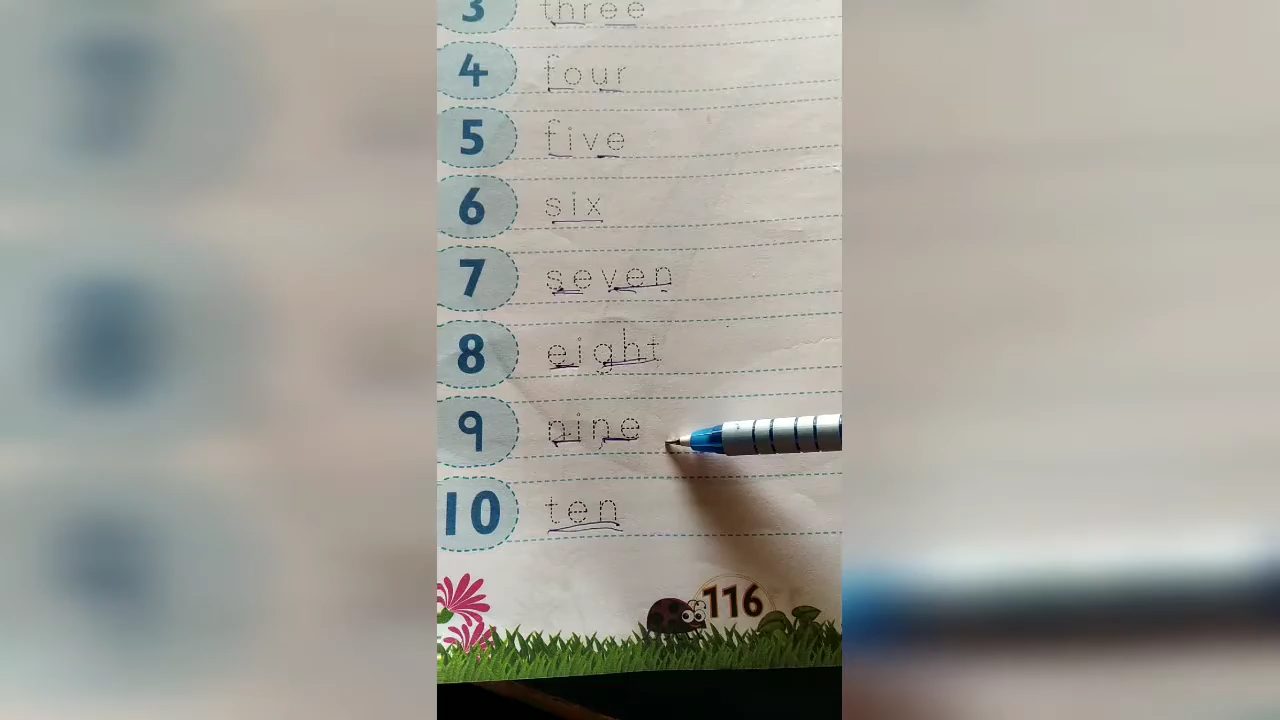 3 three
4 four
5 five
6 six
7 seven
8 eight
9 nine
10 ten
116